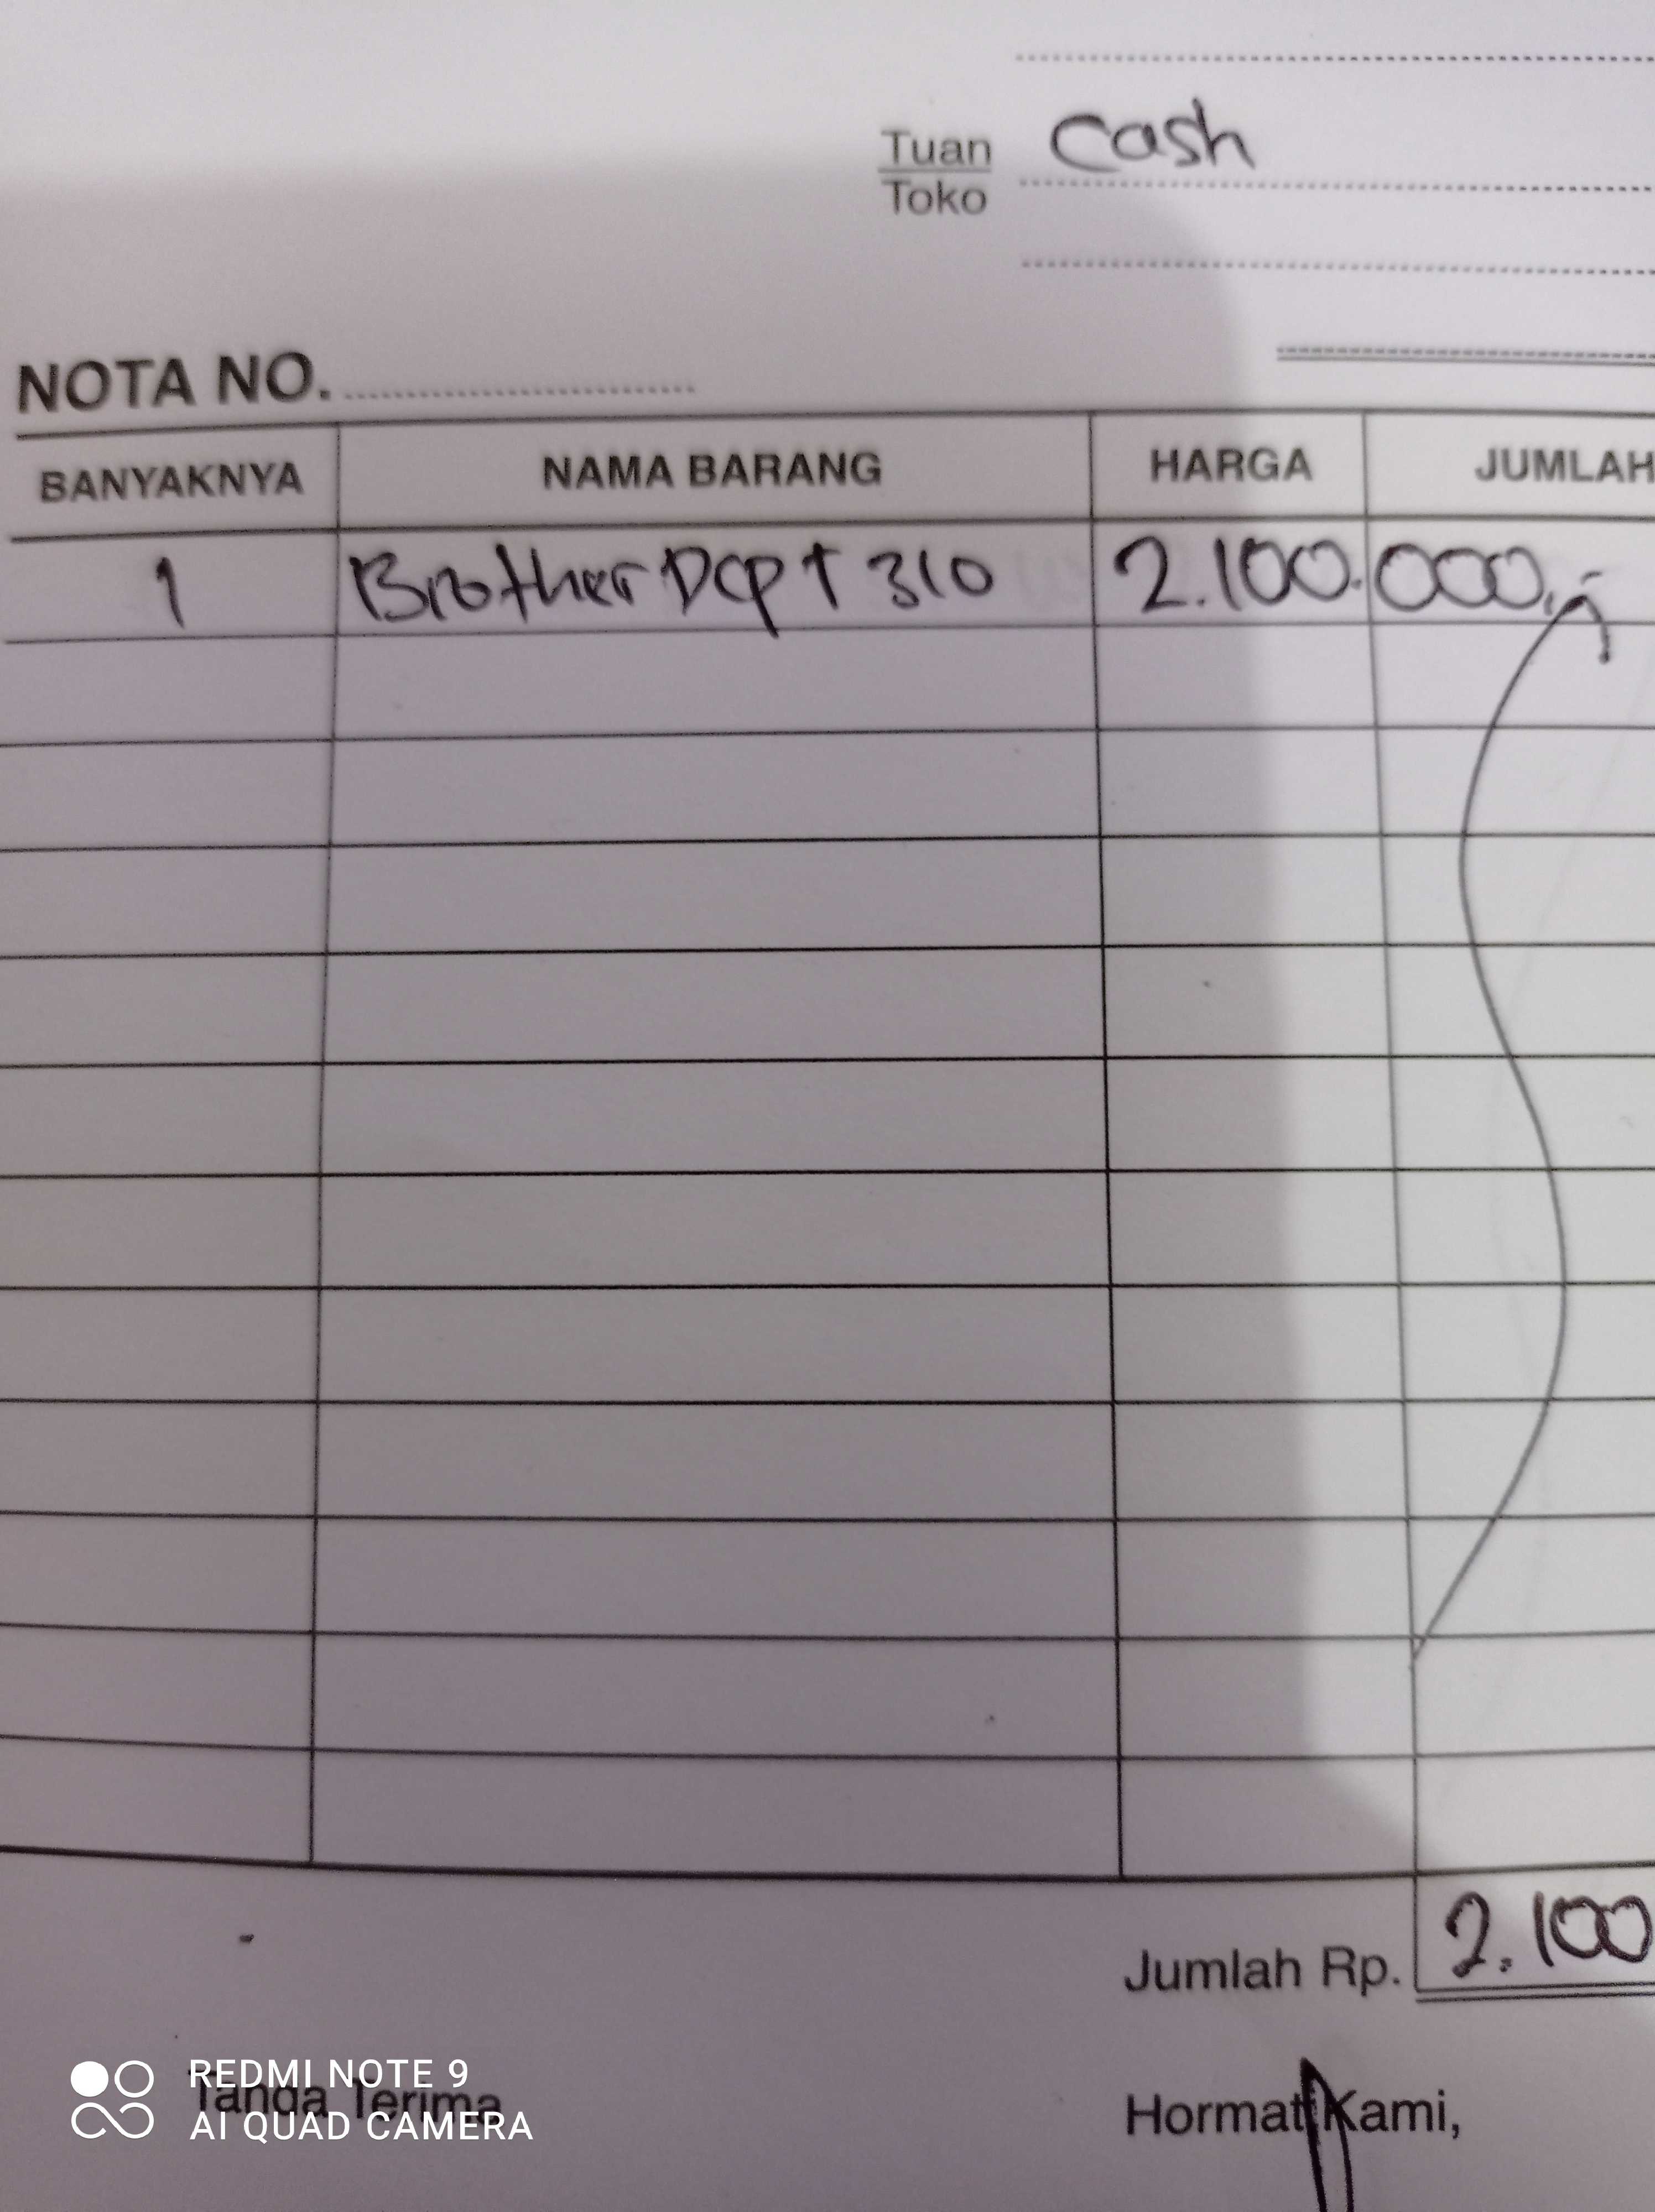 Tuan Cash
Toko
NOTA NO.
BANYAKNYA NAMA BARANG HARGA JUMLAH
1 Brother DCP T 310 2.100.000,-
Jumlah Rp. 2.100
Tanda Terima Hormat Kami,
REDMI NOTE 9
AI QUAD CAMERA